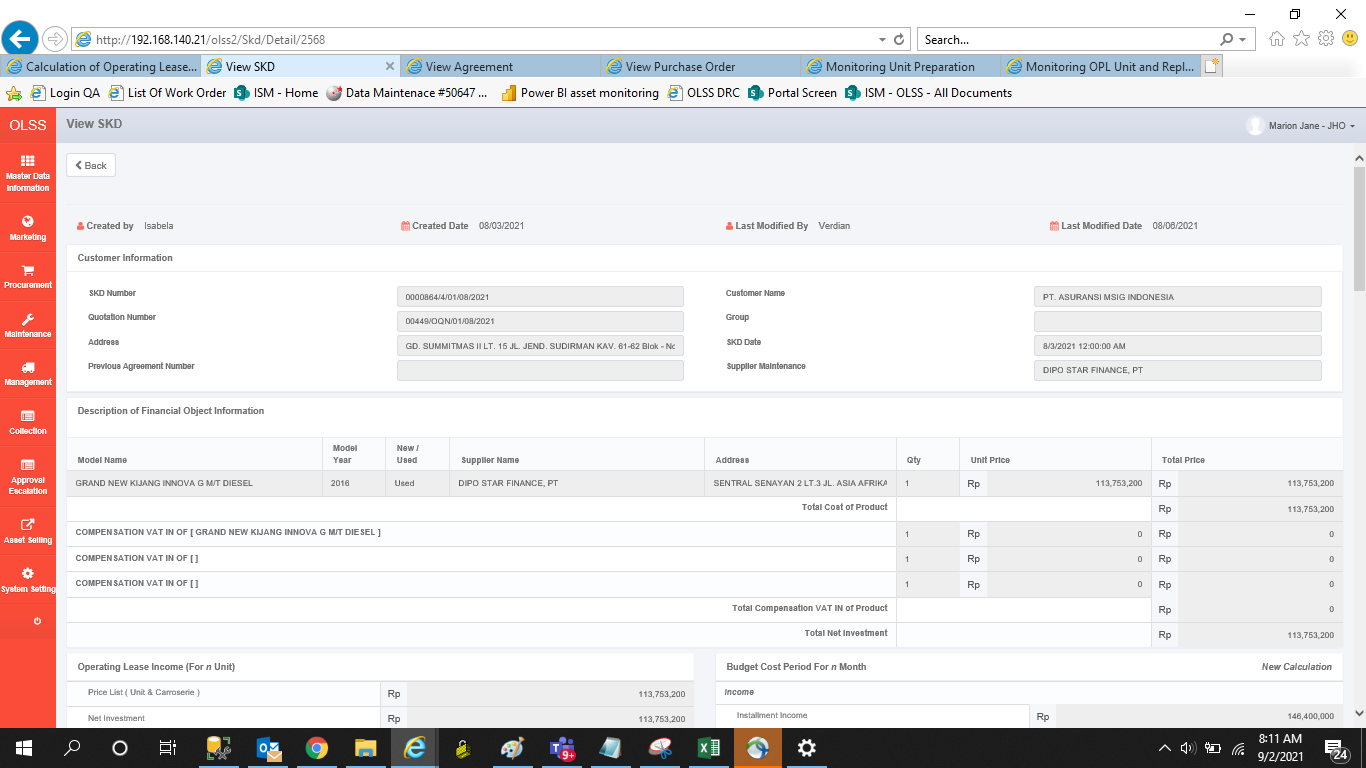 http://192.168.140.21/olss2/Skd/Detail/2568
Search...
Calculation of Operating Lease...
View SKD
View Agreement
View Purchase Order
Monitoring Unit Preparation
Monitoring OPL Unit and Repl...
Login QA
List Of Work Order
ISM - Home
Data Maintenace #50647 ...
Power BI asset monitoring
OLSS DRC
Portal Screen
ISM - OLSS - All Documents
OLSS
View SKD
Marion Jane - JHO
Master Data
Information
Marketing
Procurement
Maintenance
Management
Collection
Approval
Escalation
Asset Selling
System Setting
Back
Created by Isabela
Created Date 08/03/2021
Last Modified By Verdian
Last Modified Date 08/06/2021
Customer Information
SKD Number 0000864/4/01/08/2021
Customer Name PT. ASURANSI MSIG INDONESIA
Quotation Number 00449/OQN/01/08/2021
Group
Address GD. SUMMITMAS II LT. 15 JL. JEND. SUDIRMAN KAV. 61-62 Blok - No
SKD Date 8/3/2021 12:00:00 AM
Previous Agreement Number
Supplier Maintenance DIPO STAR FINANCE, PT
Description of Financial Object Information
Model Name Model Year New / Used Supplier Name Address Qty Unit Price Total Price
GRAND NEW KIJANG INNOVA G M/T DIESEL 2016 Used DIPO STAR FINANCE, PT SENTRAL SENAYAN 2 LT.3 JL. ASIA AFRIKA 1 Rp 113,753,200 Rp 113,753,200
Total Cost of Product Rp 113,753,200
COMPENSATION VAT IN OF [ GRAND NEW KIJANG INNOVA G M/T DIESEL ] 1 Rp 0 Rp 0
COMPENSATION VAT IN OF [ ] 1 Rp 0 Rp 0
COMPENSATION VAT IN OF [ ] 1 Rp 0 Rp 0
Total Compensation VAT IN of Product Rp 0
Total Net Investment Rp 113,753,200
Operating Lease Income (For n Unit)
Price List ( Unit & Carroserie ) Rp 113,753,200
Net Investment Rp 113,753,200
Budget Cost Period For n Month New Calculation
Income
Installment Income Rp 146,400,000
9+
8:11 AM
9/2/2021
24